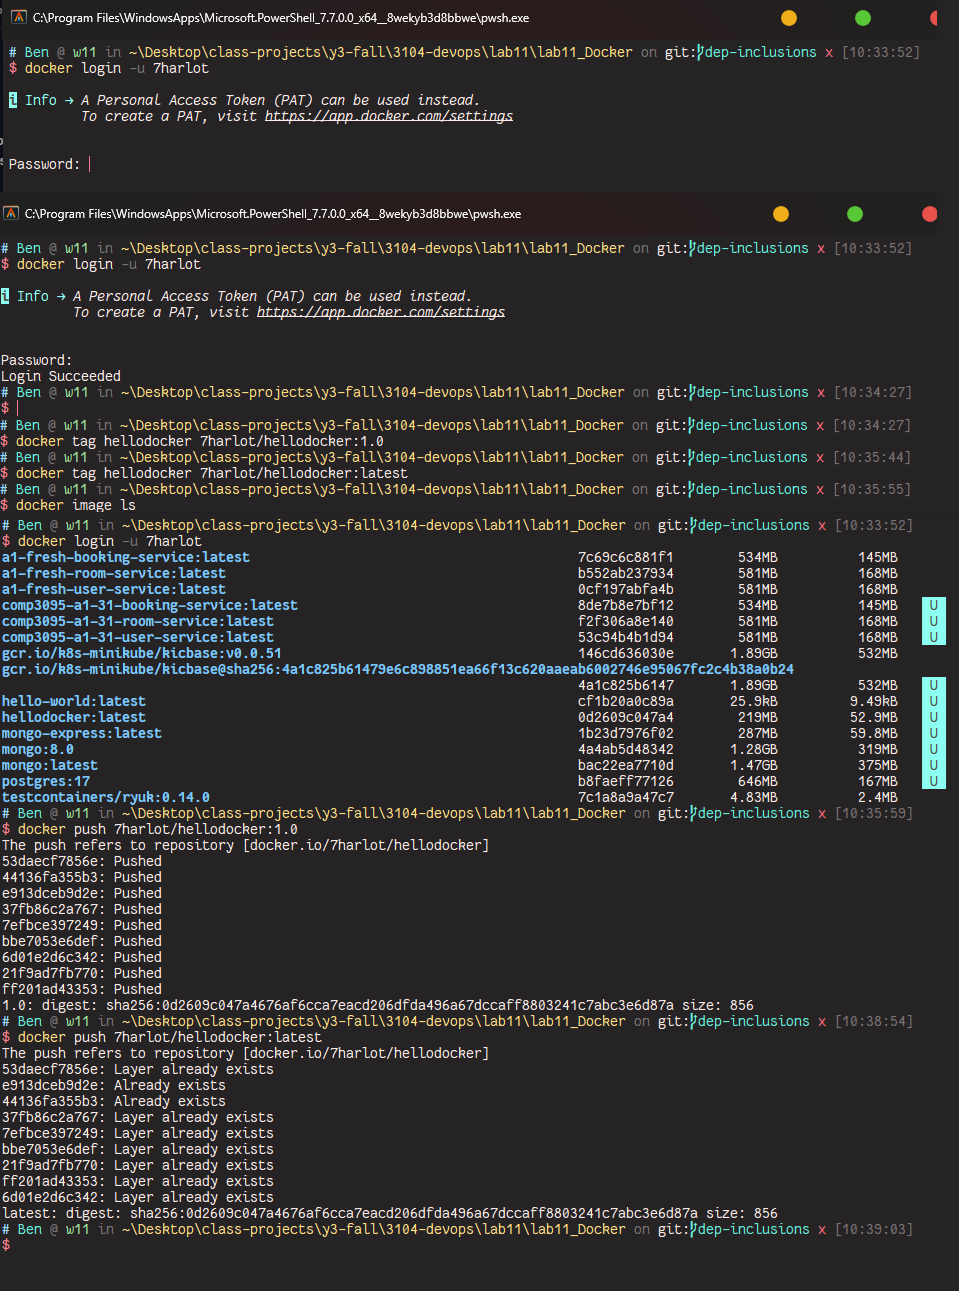 C:\Program Files\WindowsApps\Microsoft.PowerShell_7.7.0.0_x64__8wekyb3d8bbwe\pwsh.exe
# Ben @ w11 in ~\Desktop\class-projects\y3-fall\3104-devops\lab11\lab11_Docker on git:dep-inclusions x [10:33:52]
$ docker login -u 7harlot
i Info → A Personal Access Token (PAT) can be used instead.
To create a PAT, visit https://app.docker.com/settings
Password:
C:\Program Files\WindowsApps\Microsoft.PowerShell_7.7.0.0_x64__8wekyb3d8bbwe\pwsh.exe
# Ben @ w11 in ~\Desktop\class-projects\y3-fall\3104-devops\lab11\lab11_Docker on git:dep-inclusions x [10:33:52]
$ docker login -u 7harlot
i Info → A Personal Access Token (PAT) can be used instead.
To create a PAT, visit https://app.docker.com/settings
Password:
Login Succeeded
# Ben @ w11 in ~\Desktop\class-projects\y3-fall\3104-devops\lab11\lab11_Docker on git:dep-inclusions x [10:34:27]
$
# Ben @ w11 in ~\Desktop\class-projects\y3-fall\3104-devops\lab11\lab11_Docker on git:dep-inclusions x [10:34:27]
$ docker tag hellodocker 7harlot/hellodocker:1.0
# Ben @ w11 in ~\Desktop\class-projects\y3-fall\3104-devops\lab11\lab11_Docker on git:dep-inclusions x [10:35:44]
$ docker tag hellodocker 7harlot/hellodocker:latest
# Ben @ w11 in ~\Desktop\class-projects\y3-fall\3104-devops\lab11\lab11_Docker on git:dep-inclusions x [10:35:55]
$ docker image ls
# Ben @ w11 in ~\Desktop\class-projects\y3-fall\3104-devops\lab11\lab11_Docker on git:dep-inclusions x [10:33:52]
$ docker login -u 7harlot
a1-fresh-booking-service:latest 7c69c6c881f1 534MB 145MB
a1-fresh-room-service:latest b552ab237934 581MB 168MB
a1-fresh-user-service:latest 0cf197abfa4b 581MB 168MB
comp3095-a1-31-booking-service:latest 8de7b8e7bf12 534MB 145MB U
comp3095-a1-31-room-service:latest f2f306a8e140 581MB 168MB U
comp3095-a1-31-user-service:latest 53c94b4b1d94 581MB 168MB U
gcr.io/k8s-minikube/kicbase:v0.0.51 146cd636030e 1.89GB 532MB
gcr.io/k8s-minikube/kicbase@sha256:4a1c825b61479e6c898851ea66f13c620aaeab6002746e95067fc2c4b38a0b24
4a1c825b6147 1.89GB 532MB U
hello-world:latest cf1b20a0c89a 25.9kB 9.49kB U
hellodocker:latest 0d2609c047a4 219MB 52.9MB U
mongo-express:latest 1b23d7976f02 287MB 59.8MB U
mongo:8.0 4a4ab5d48342 1.28GB 319MB U
mongo:latest bac22ea7710d 1.47GB 375MB U
postgres:17 b8faeff77126 646MB 167MB U
testcontainers/ryuk:0.14.0 7c1a8a9a47c7 4.83MB 2.4MB
# Ben @ w11 in ~\Desktop\class-projects\y3-fall\3104-devops\lab11\lab11_Docker on git:dep-inclusions x [10:35:59]
$ docker push 7harlot/hellodocker:1.0
The push refers to repository [docker.io/7harlot/hellodocker]
53daecf7856e: Pushed
44136fa355b3: Pushed
e913dceb9d2e: Pushed
37fb86c2a767: Pushed
7efbce397249: Pushed
bbe7053e6def: Pushed
6d01e2d6c342: Pushed
21f9ad7fb770: Pushed
ff201ad43353: Pushed
1.0: digest: sha256:0d2609c047a4676af6cca7eacd206dfda496a67dccaff8803241c7abc3e6d87a size: 856
# Ben @ w11 in ~\Desktop\class-projects\y3-fall\3104-devops\lab11\lab11_Docker on git:dep-inclusions x [10:38:54]
$ docker push 7harlot/hellodocker:latest
The push refers to repository [docker.io/7harlot/hellodocker]
53daecf7856e: Layer already exists
e913dceb9d2e: Already exists
44136fa355b3: Already exists
37fb86c2a767: Layer already exists
7efbce397249: Layer already exists
bbe7053e6def: Layer already exists
21f9ad7fb770: Layer already exists
ff201ad43353: Layer already exists
6d01e2d6c342: Layer already exists
latest: digest: sha256:0d2609c047a4676af6cca7eacd206dfda496a67dccaff8803241c7abc3e6d87a size: 856
# Ben @ w11 in ~\Desktop\class-projects\y3-fall\3104-devops\lab11\lab11_Docker on git:dep-inclusions x [10:39:03]
$